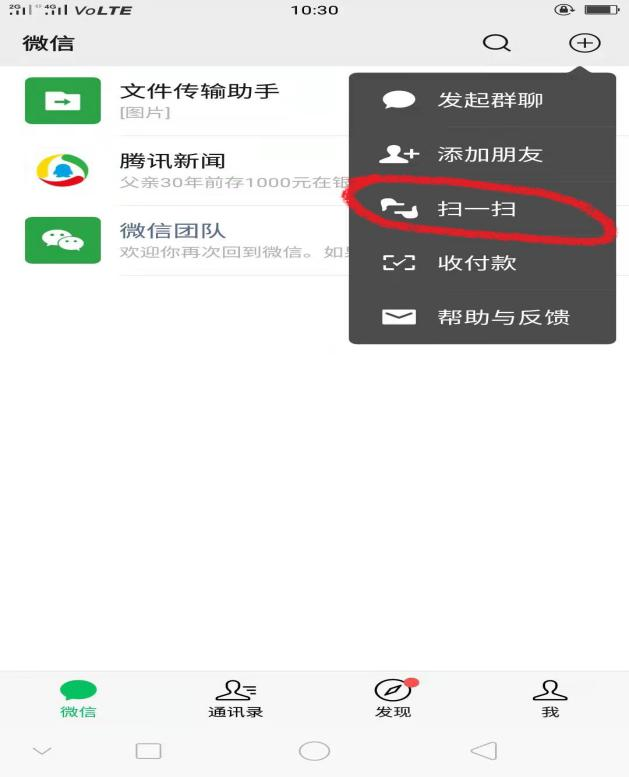 2G 4G VoLTE 10:30
微信
文件传输助手
[图片]
腾讯新闻
父亲30年前存1000元在银
微信团队
欢迎你再次回到微信。如
发起群聊
添加朋友
扫一扫
收付款
帮助与反馈
微信 通讯录 发现 我